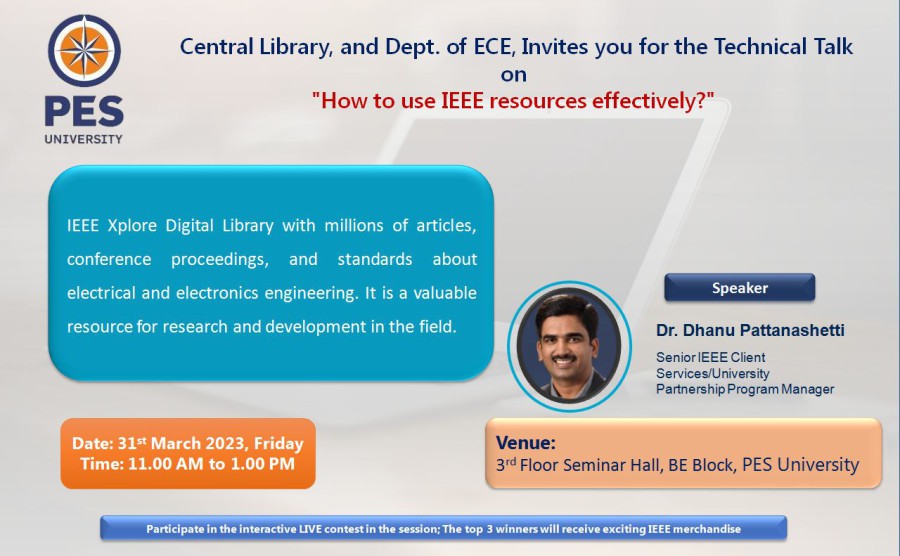 PES
UNIVERSITY
Central Library, and Dept. of ECE, Invites you for the Technical Talk
on
"How to use IEEE resources effectively?"
IEEE Xplore Digital Library with millions of articles,
conference proceedings, and standards about
electrical and electronics engineering. It is a valuable
resource for research and development in the field.
Speaker
Dr. Dhanu Pattanashetti
Senior IEEE Client
Services/University
Partnership Program Manager
Date: 31st March 2023, Friday
Time: 11.00 AM to 1.00 PM
Venue:
3rd Floor Seminar Hall, BE Block, PES University
Participate in the interactive LIVE contest in the session; The top 3 winners will receive exciting IEEE merchandise